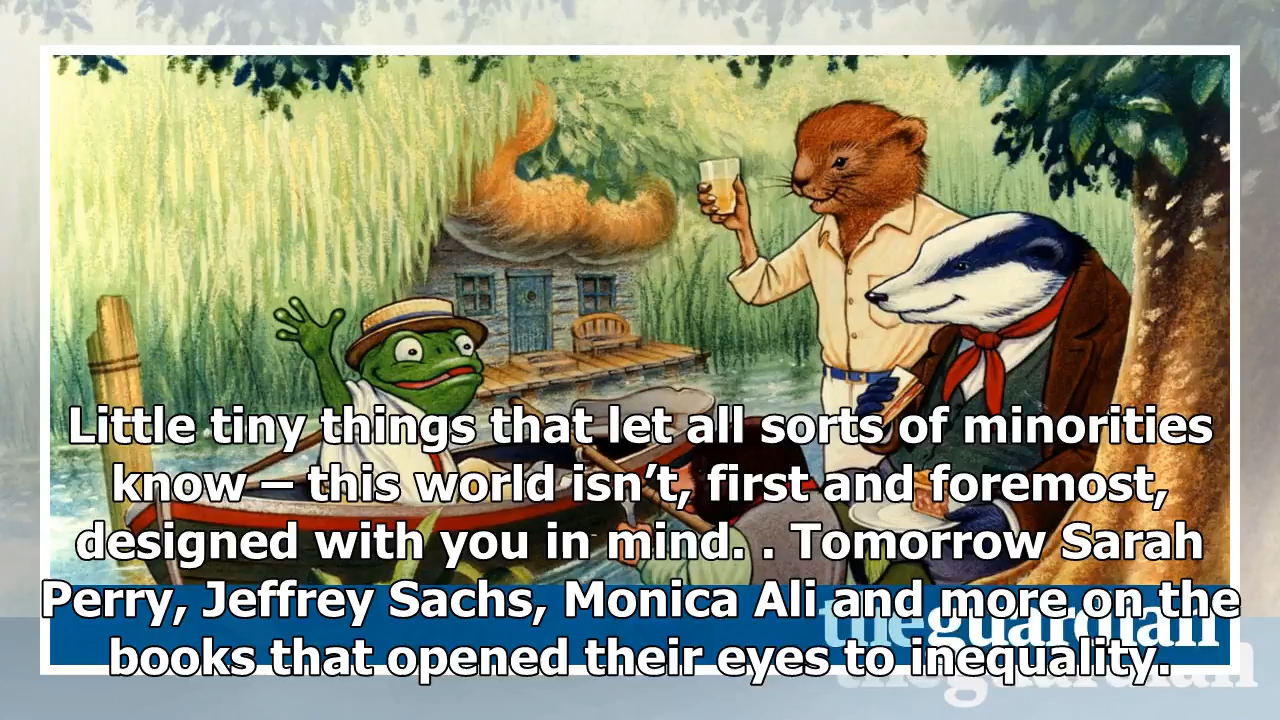 Little tiny things that let all sorts of minorities
know – this world isn’t, first and foremost,
designed with you in mind. . Tomorrow Sarah
Perry, Jeffrey Sachs, Monica Ali and more on the
books that opened their eyes to inequality.
theguardian
theguardian